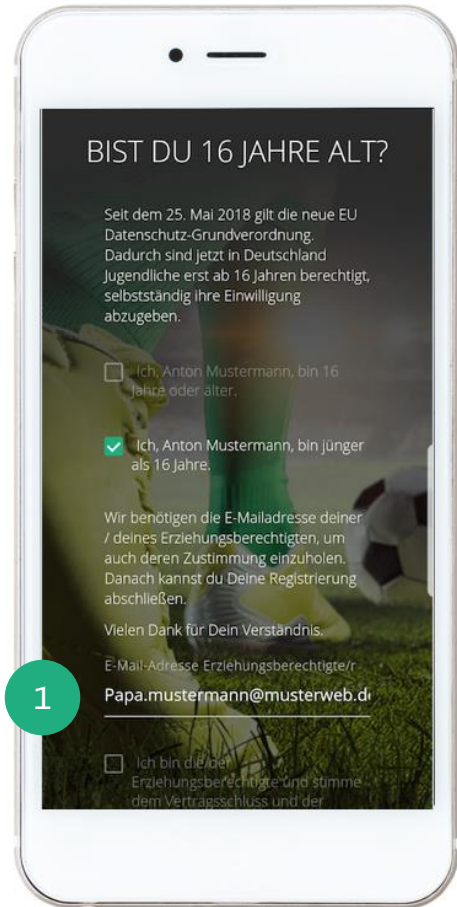 BIST DU 16 JAHRE ALT?
Seit dem 25. Mai 2018 gilt die neue EU
Datenschutz-Grundverordnung.
Dadurch sind jetzt in Deutschland
Jugendliche erst ab 16 Jahren berechtigt,
selbstständig ihre Einwilligung
abzugeben.
Ich, Anton Mustermann, bin 16
Jahre oder älter.
Ich, Anton Mustermann, bin jünger
als 16 Jahre.
Wir benötigen die E-Mailadresse deiner
/ deines Erziehungsberechtigten, um
auch deren Zustimmung einzuholen.
Danach kannst du Deine Registrierung
abschließen.
Vielen Dank für Dein Verständnis.
E-Mail-Adresse Erziehungsberechtigte/r
1
Papa.mustermann@musterweb.de
Ich bin die/der
Erziehungsberechtigte und stimme
dem Vertragsschluss und der